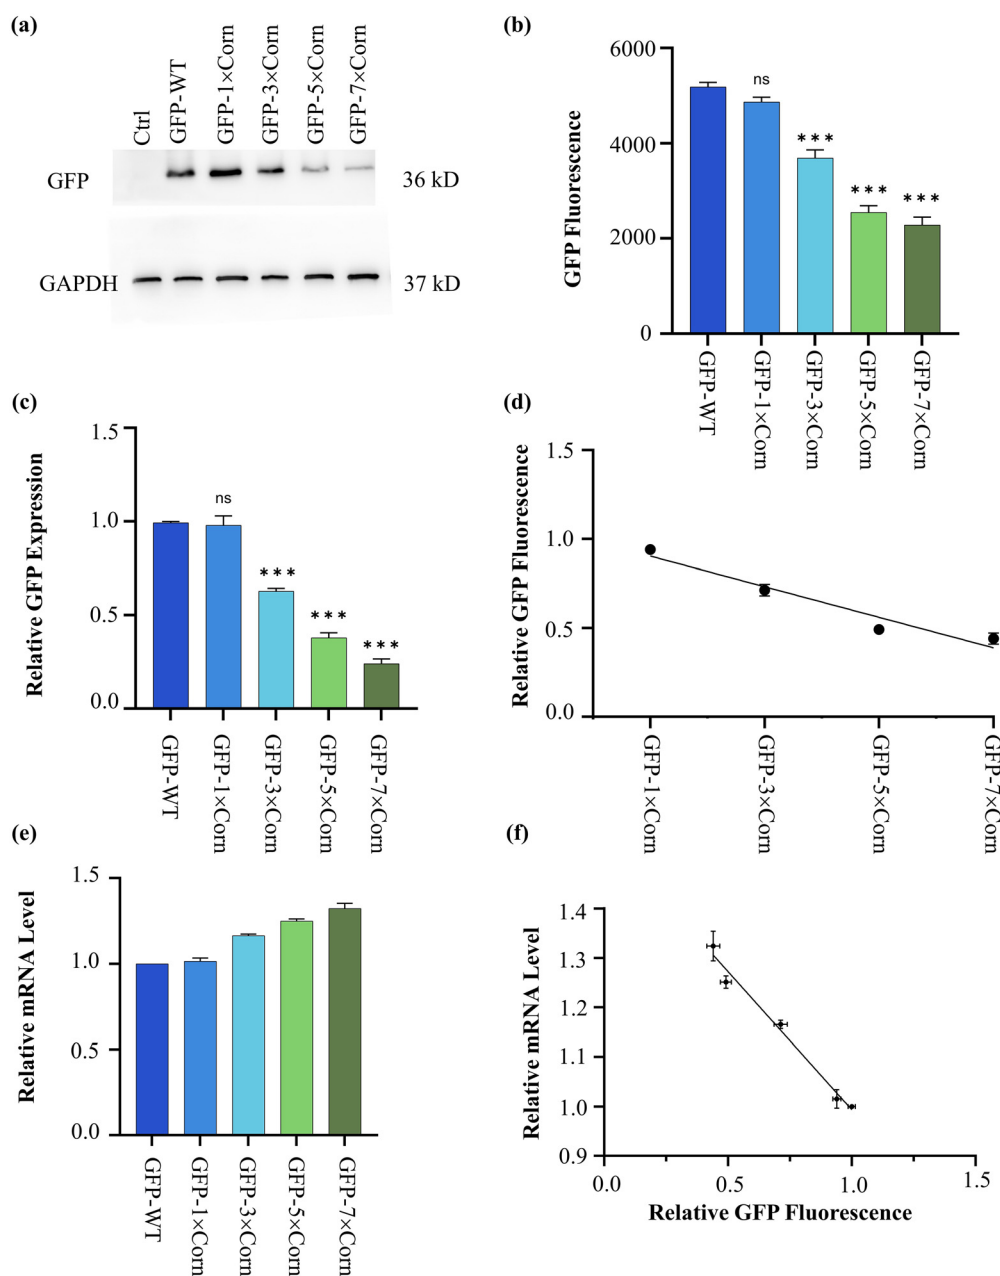 (a)
Ctrl
GFP-WT
GFP-1×Corn
GFP-3×Corn
GFP-5×Corn
GFP-7×Corn
GFP
36 kD
GAPDH
37 kD
(b)
GFP Fluorescence
6000
4000
2000
0
ns
***
***
***
GFP-WT
GFP-1×Corn
GFP-3×Corn
GFP-5×Corn
GFP-7×Corn
(c)
Relative GFP Expression
1.5
1.0
0.5
0.0
ns
***
***
***
GFP-WT
GFP-1×Corn
GFP-3×Corn
GFP-5×Corn
GFP-7×Corn
(d)
Relative GFP Fluorescence
1.5
1.0
0.5
0.0
GFP-1×Corn
GFP-3×Corn
GFP-5×Corn
GFP-7×Corn
(e)
Relative mRNA Level
1.5
1.0
0.5
0.0
GFP-WT
GFP-1×Corn
GFP-3×Corn
GFP-5×Corn
GFP-7×Corn
(f)
Relative mRNA Level
1.4
1.3
1.2
1.1
1.0
0.9
0.0
0.5
1.0
1.5
Relative GFP Fluorescence